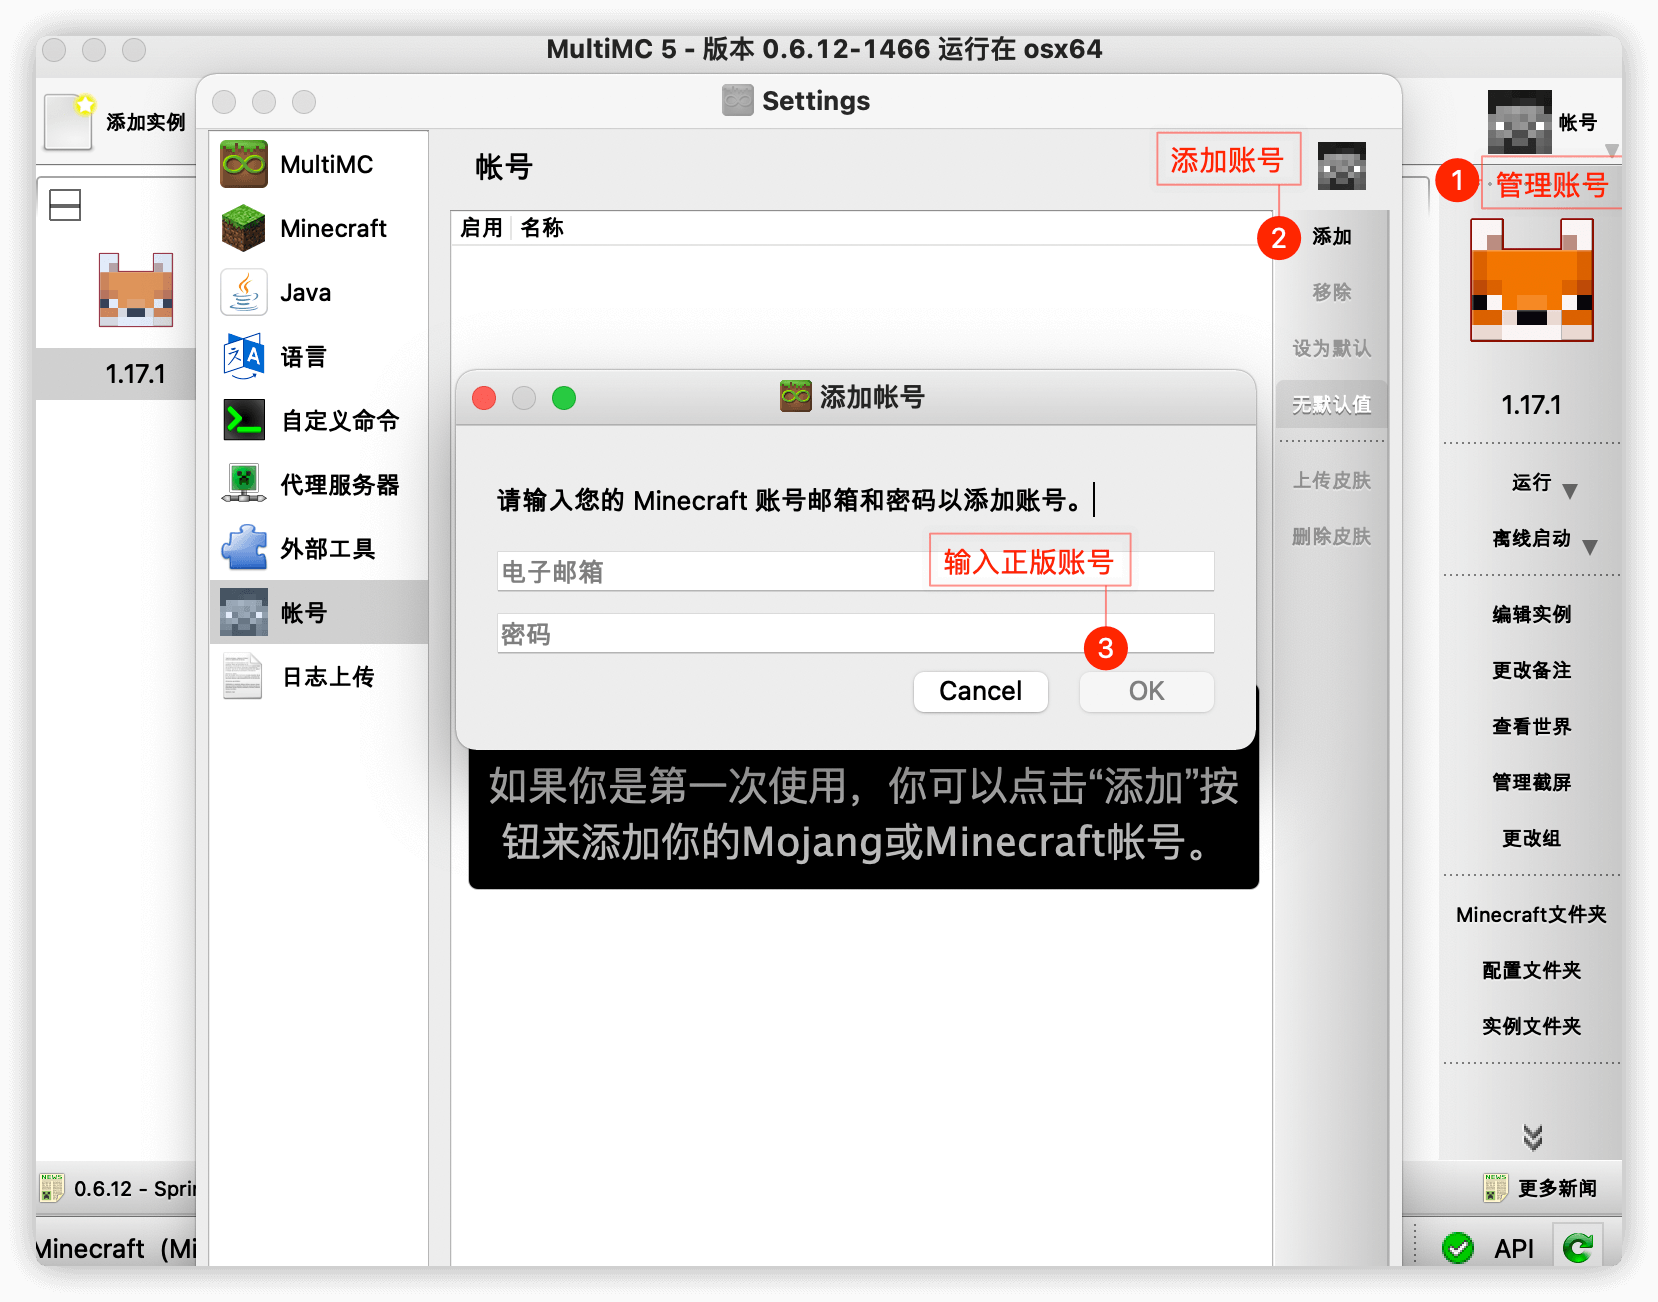 MultiMC 5 - 版本 0.6.12-1466 运行在 osx64
添加实例
Settings
帐号
1
管理账号
MultiMC
Minecraft
Java
语言
自定义命令
代理服务器
外部工具
帐号
日志上传
帐号
添加账号
启用 名称
2
添加
移除
设为默认
无默认值
上传皮肤
删除皮肤
添加帐号
请输入您的 Minecraft 账号邮箱和密码以添加账号。
电子邮箱
输入正版账号
密码
3
Cancel
OK
如果你是第一次使用，你可以点击“添加”按
钮来添加你的Mojang或Minecraft帐号。
1.17.1
1.17.1
运行
离线启动
编辑实例
更改备注
查看世界
管理截屏
更改组
Minecraft文件夹
配置文件夹
实例文件夹
NEWS
0.6.12 - Sprin
NEWS
更多新闻
Minecraft (Mi
API